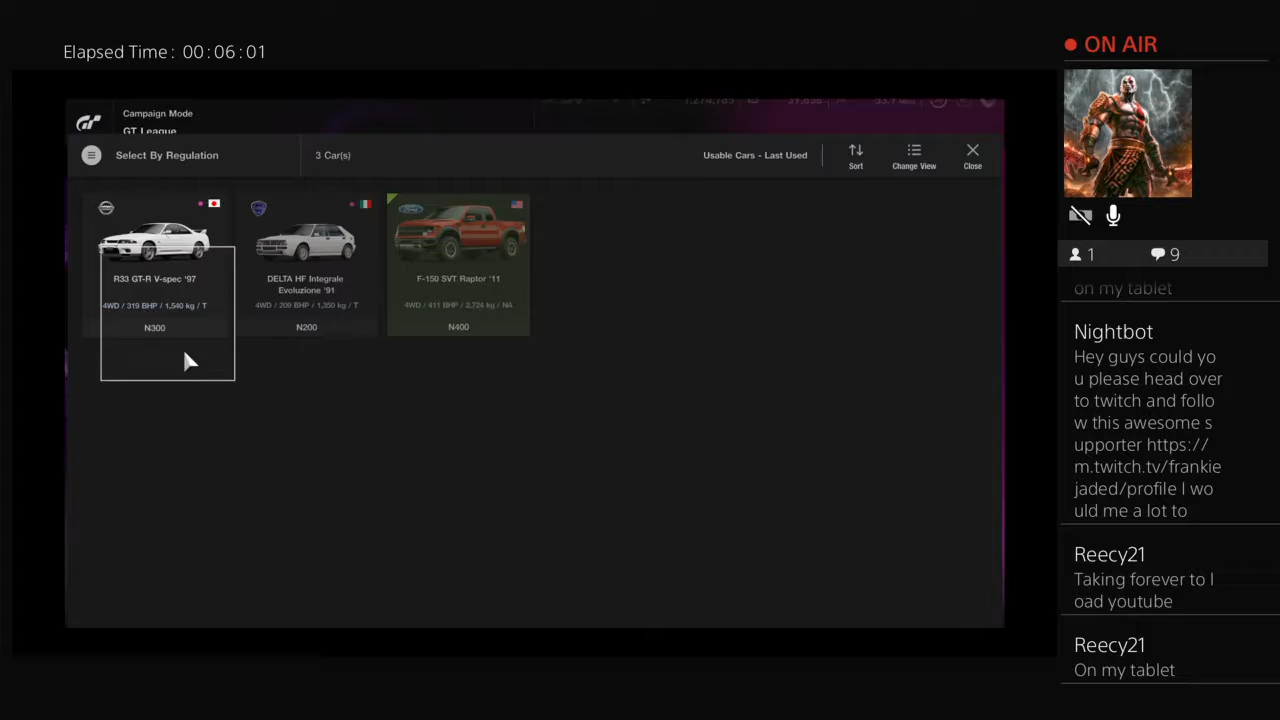 Elapsed Time: 00:06:01
ON AIR
Campaign Mode
GT League
Select By Regulation
3 Car(s)
Usable Cars - Last Used
Sort
Change View
Close
R33 GT-R V-spec '97
4WD / 319 BHP / 1,540 kg / T
N300
DELTA HF Integrale
Evoluzione '91
4WD / 209 BHP / 1,350 kg / T
N200
Ford
F-150 SVT Raptor '11
4WD / 411 BHP / 2,724 kg / NA
N400
1
9
on my tablet
Nightbot
Hey guys could yo
u please head over
to twitch and follo
w this awesome s
upporter https://
m.twitch.tv/frankie
jaded/profile I wo
uld me a lot to
Reecy21
Taking forever to l
oad youtube
Reecy21
On my tablet